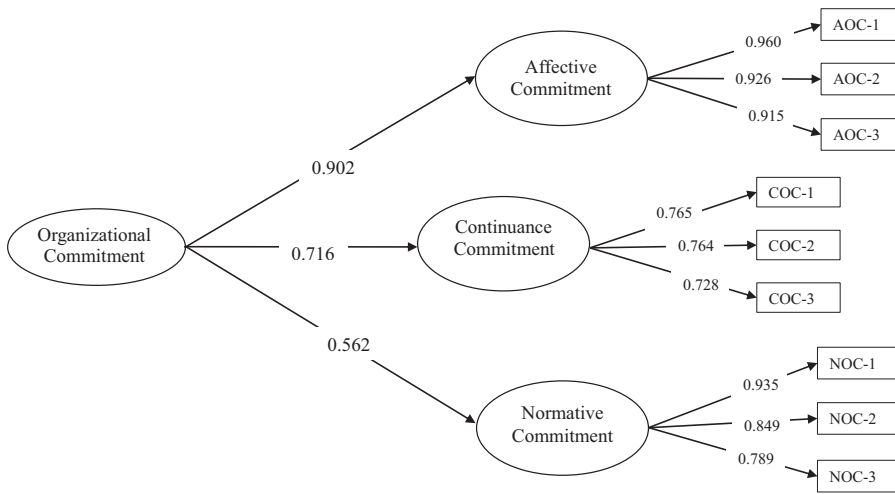 AOC-1
0.960
Affective
Commitment
0.926
AOC-2
0.915
AOC-3
0.902
Organizational
Commitment
0.716
Continuance
Commitment
0.765
COC-1
0.764
COC-2
0.728
COC-3
0.562
Normative
Commitment
0.935
NOC-1
0.849
NOC-2
0.789
NOC-3